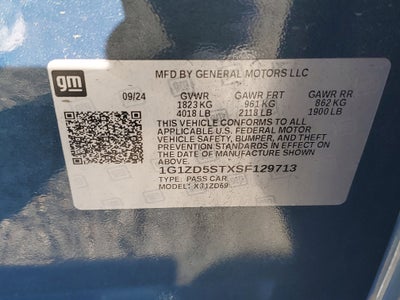 gm
MFD BY GENERAL MOTORS LLC
09/24 GVWR GAWR FRT GAWR RR
1823 KG 961 KG 862 KG
4018 LB 2118 LB 1900 LB
THIS VEHICLE CONFORMS TO ALL APPLICABLE
U.S. FEDERAL MOTOR
VEHICLE SAFETY, BUMPER, AND THEFT
PREVENTION STANDARDS IN EFFECT ON
THE DATE OF MANUFACTURE SHOWN
ABOVE.
1G1ZD5STXSF129713
TYPE: PASS CAR
MODEL: X31ZD69